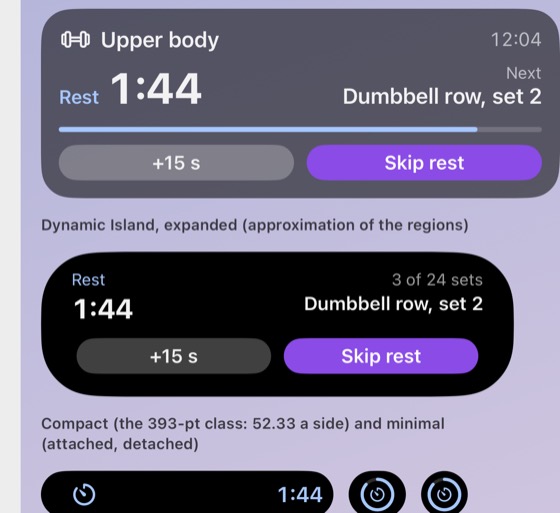 Upper body
12:04
Rest 1:44
Next
Dumbbell row, set 2
+15 s
Skip rest
Dynamic Island, expanded (approximation of the regions)
Rest
1:44
3 of 24 sets
Dumbbell row, set 2
+15 s
Skip rest
Compact (the 393-pt class: 52.33 a side) and minimal
(attached, detached)
1:44